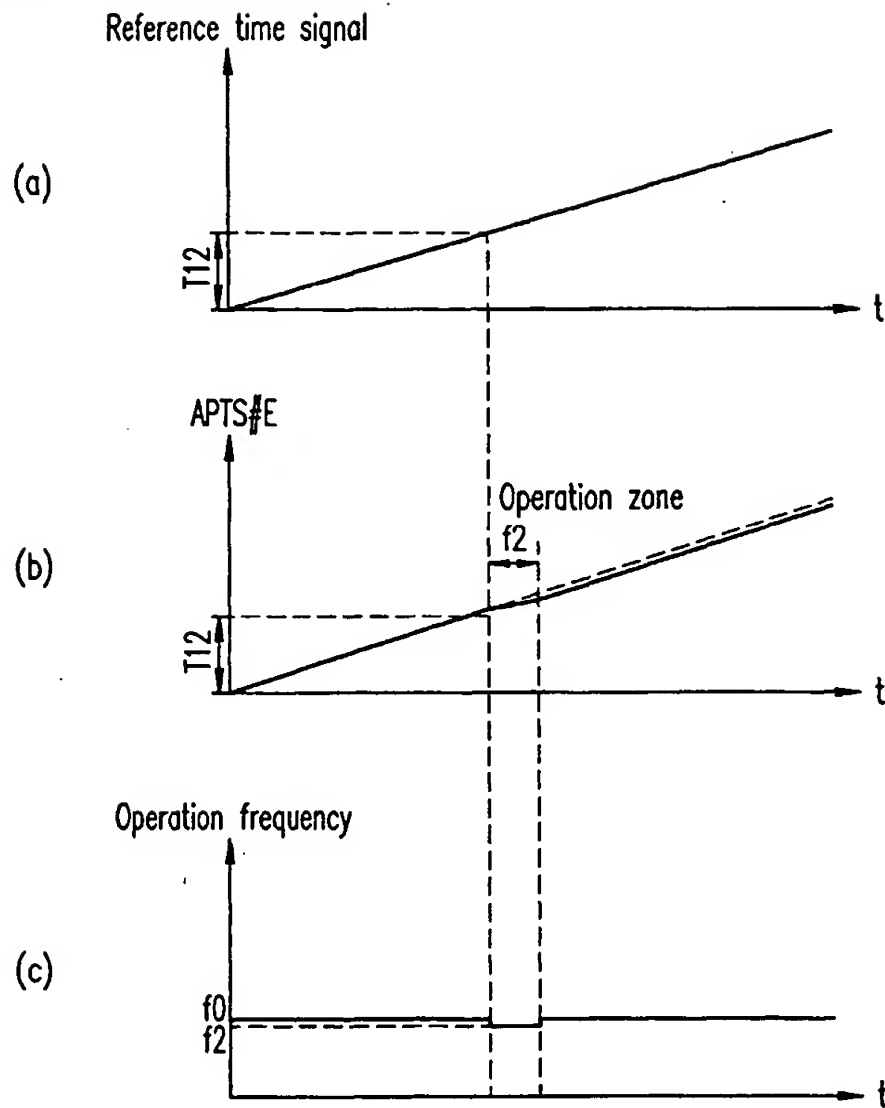 Reference time signal
(a)
T12
t
APTS#E
Operation zone
f2
(b)
T12
t
Operation frequency
(c)
f0
f2
t